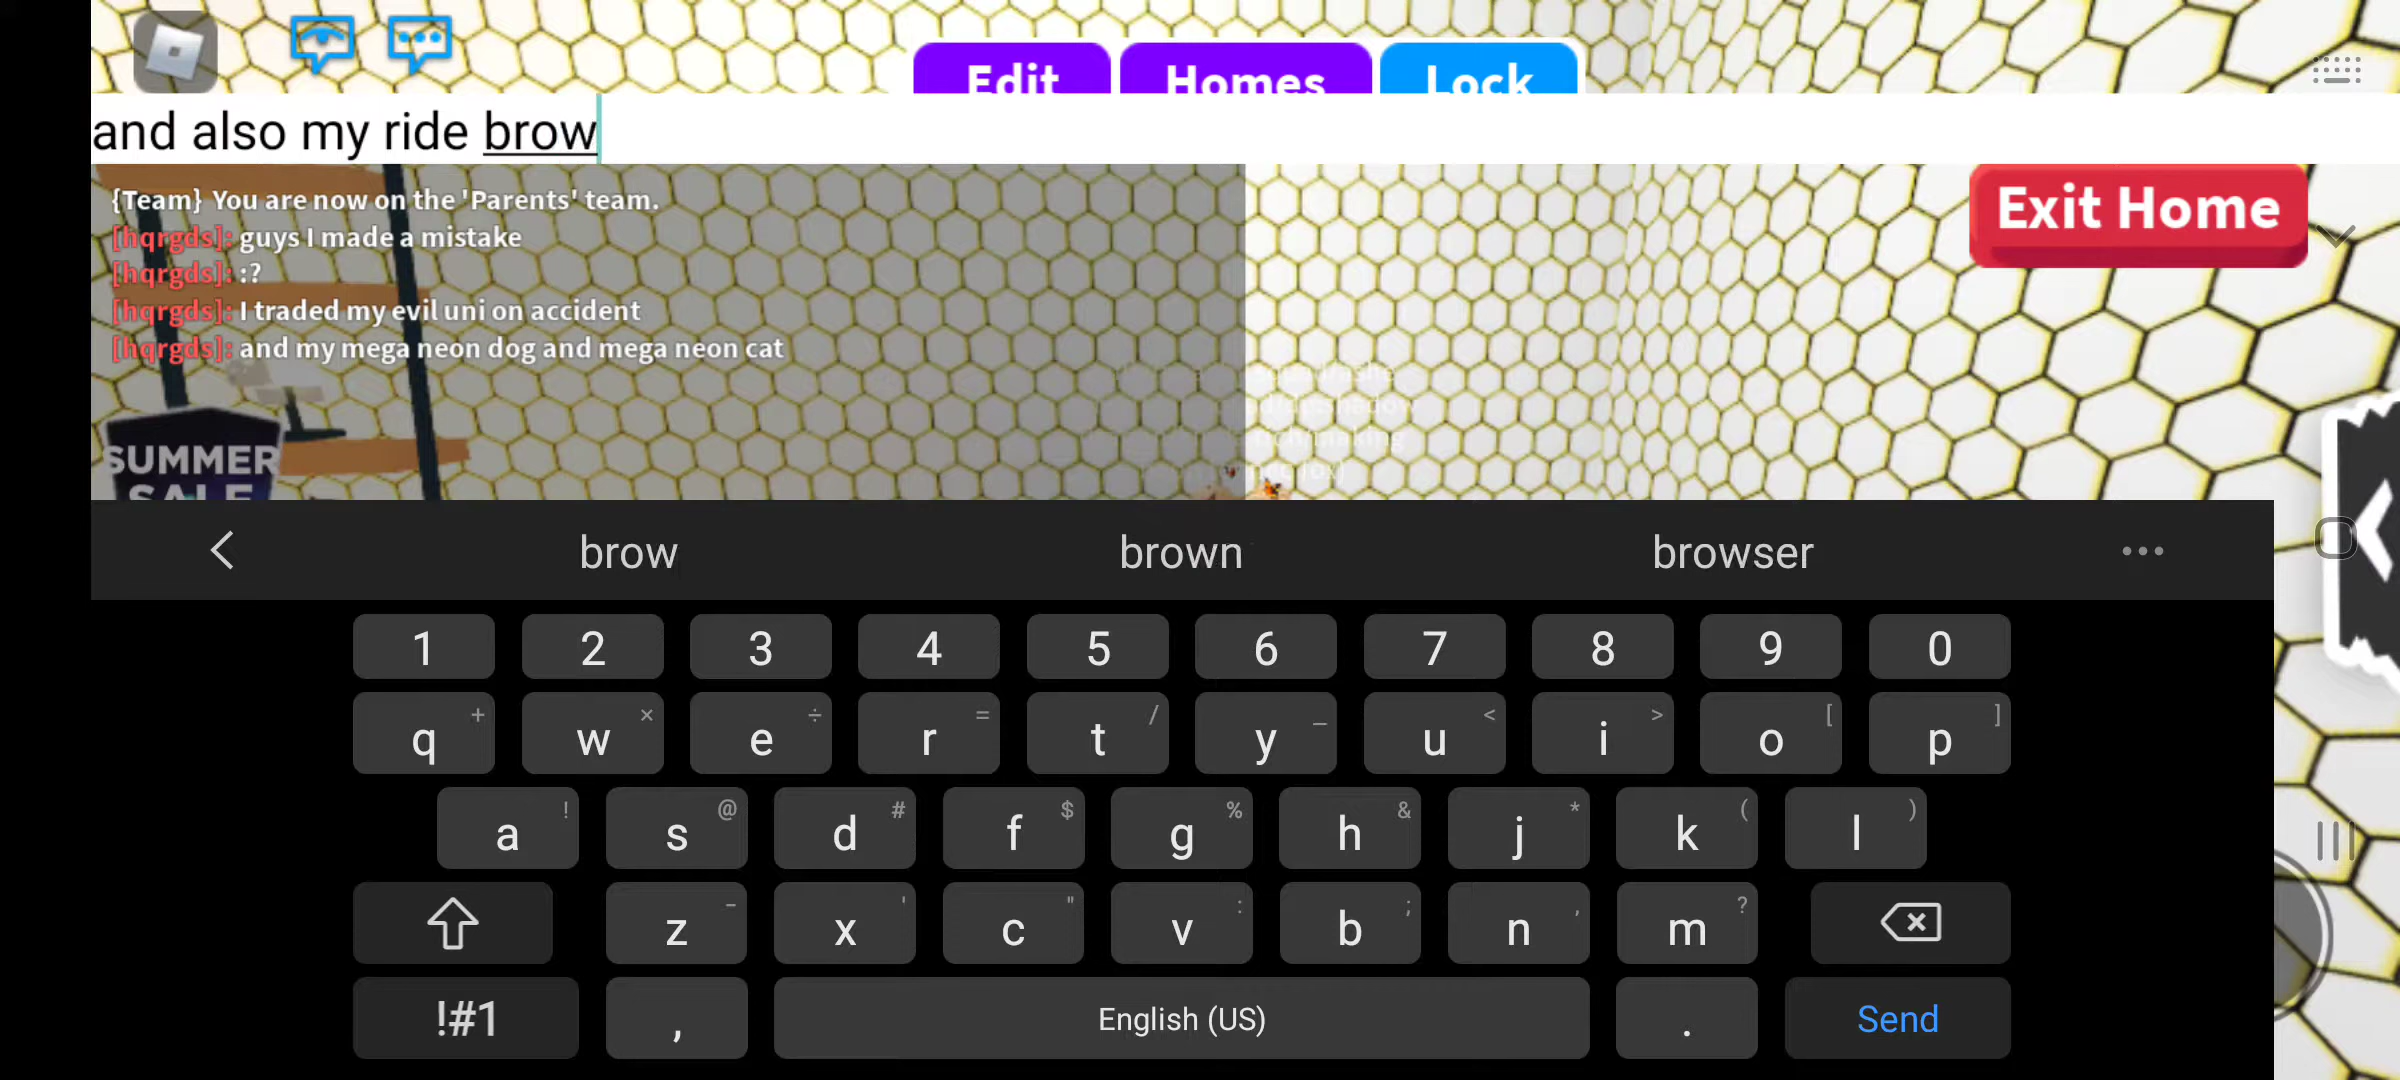 Edit Homes Lock
and also my ride brow
{Team} You are now on the 'Parents' team.
[hqrgds]: guys I made a mistake
[hqrgds]: :?
[hqrgds]: I traded my evil uni on accident
[hqrgds]: and my mega neon dog and mega neon cat
Exit Home
SUMMER
SALE
brow brown browser
1 2 3 4 5 6 7 8 9 0
q + w × e ÷ r = t / y _ u < i > o [ p ]
a ! s @ d # f $ g % h & j * k ( l )
z - x ' c " v : b ; n , m ?
!#1 , English (US) . Send